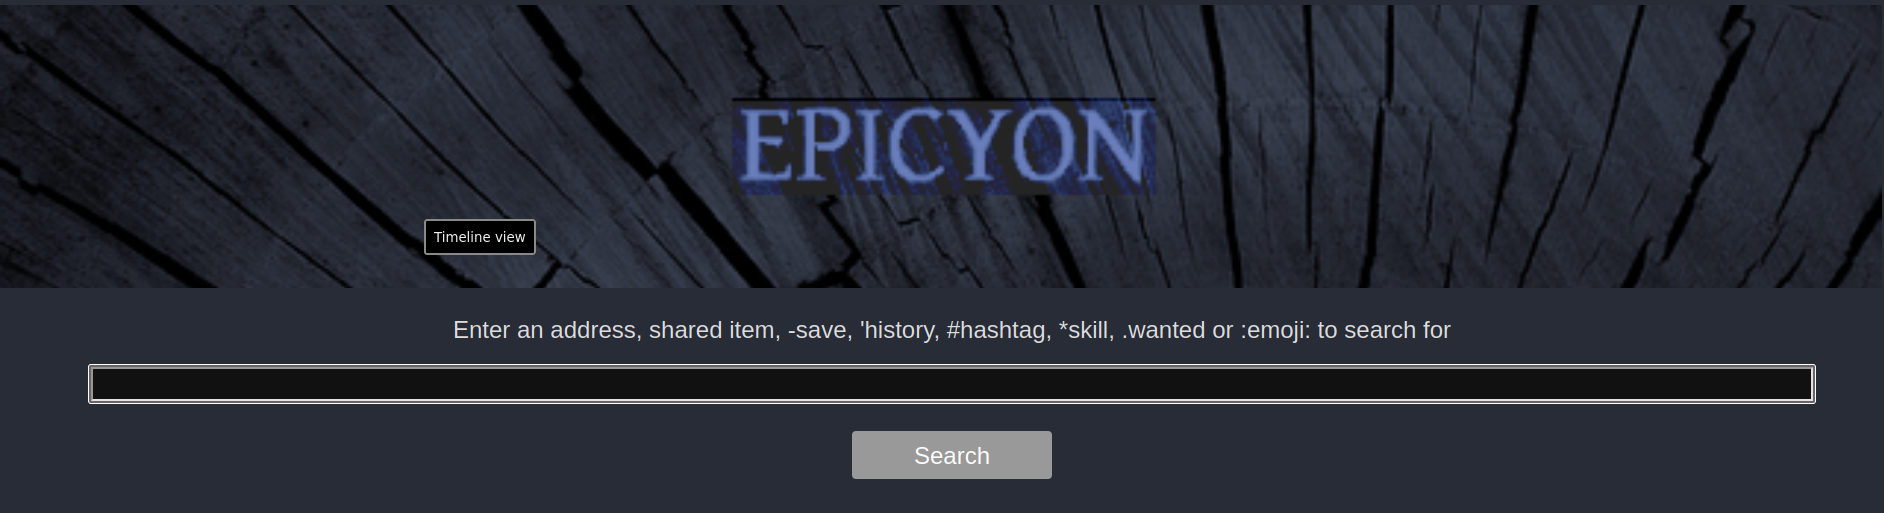 EPICYON
Timeline view
Enter an address, shared item, -save, 'history, #hashtag, *skill, .wanted or :emoji: to search for
Search